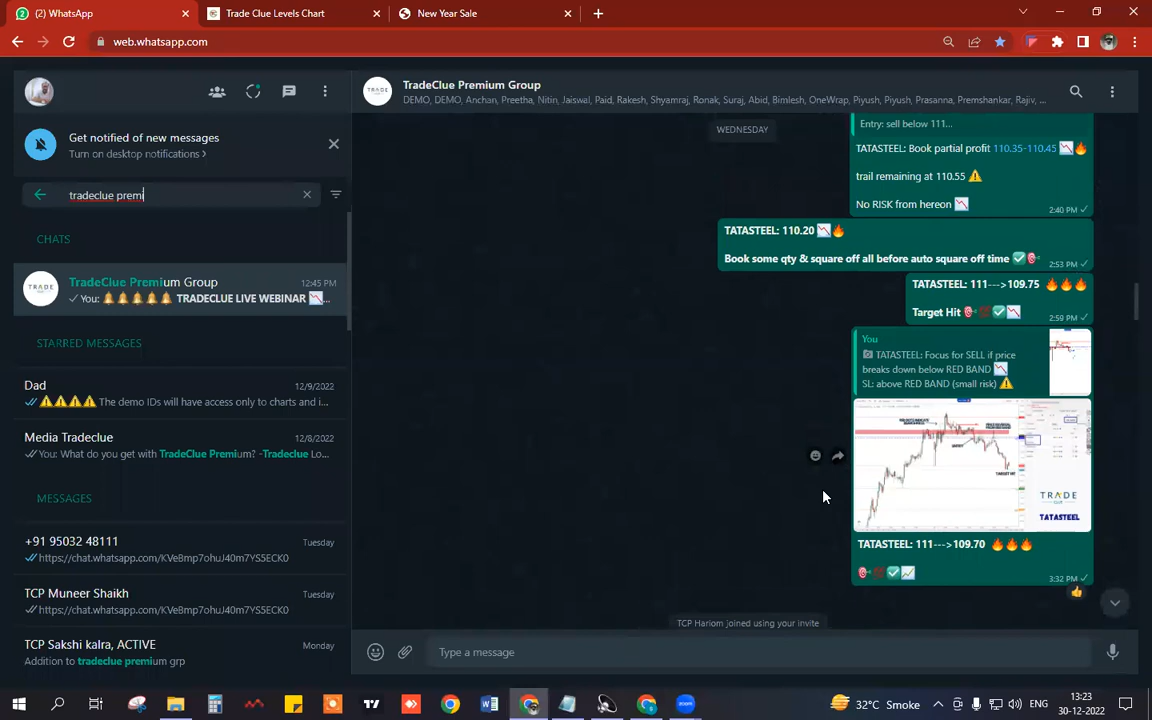 (2) WhatsApp
Trade Clue Levels Chart
New Year Sale
web.whatsapp.com
TradeClue Premium Group
DEMO, DEMO, Anchan, Preetha, Nitin, Jaiswal, Paid, Rakesh, Shyamraj, Ronak, Suraj, Abid, Bimlesh, OneWrap, Piyush, Piyush, Prasanna, Premshankar, Rajiv, ...
Get notified of new messages
Turn on desktop notifications >
tradeclue premi
CHATS
TradeClue Premium Group
12:45 PM
You: TRADECLUE LIVE WEBINAR ...
STARRED MESSAGES
Dad
12/9/2022
The demo IDs will have access only to charts and i...
Media Tradeclue
12/8/2022
You: What do you get with TradeClue Premium? -Tradeclue Lo...
MESSAGES
+91 95032 48111
Tuesday
https://chat.whatsapp.com/KVeBmp7ohuJ40m7YS5ECK0
TCP Muneer Shaikh
Tuesday
https://chat.whatsapp.com/KVeBmp7ohuJ40m7YS5ECK0
TCP Sakshi kalra, ACTIVE
Monday
Addition to tradeclue premium grp
WEDNESDAY
Entry: sell below 111...
TATASTEEL: Book partial profit 110.35-110.45
trail remaining at 110.55
No RISK from hereon
2:40 PM
TATASTEEL: 110.20
Book some qty & square off all before auto square off time
2:53 PM
TATASTEEL: 111--->109.75
Target Hit
2:59 PM
You
TATASTEEL: Focus for SELL if price
breaks down below RED BAND
SL: above RED BAND (small risk)
TRADE
TATASTEEL
TATASTEEL: 111--->109.70
3:32 PM
TCP Hariom joined using your invite
Type a message
32°C Smoke
ENG
13:23
30-12-2022